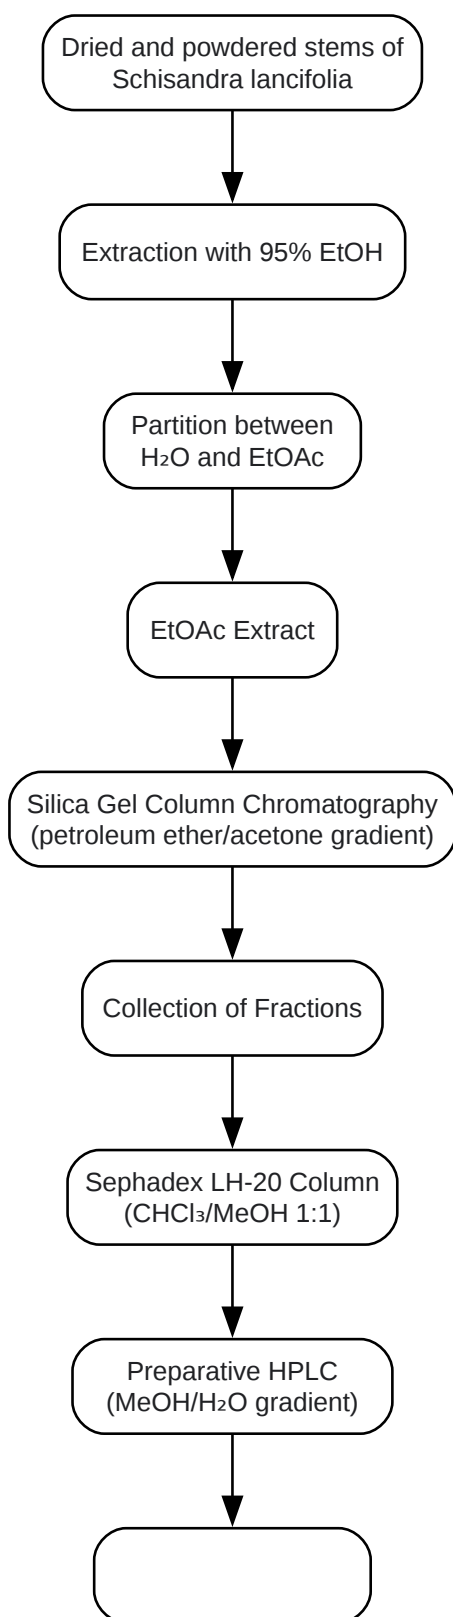 Dried and powdered stems of
Schisandra lancifolia
Extraction with 95% EtOH
Partition between
H₂O and EtOAc
EtOAc Extract
Silica Gel Column Chromatography
(petroleum ether/acetone gradient)
Collection of Fractions
Sephadex LH-20 Column
(CHCl₃/MeOH 1:1)
Preparative HPLC
(MeOH/H₂O gradient)